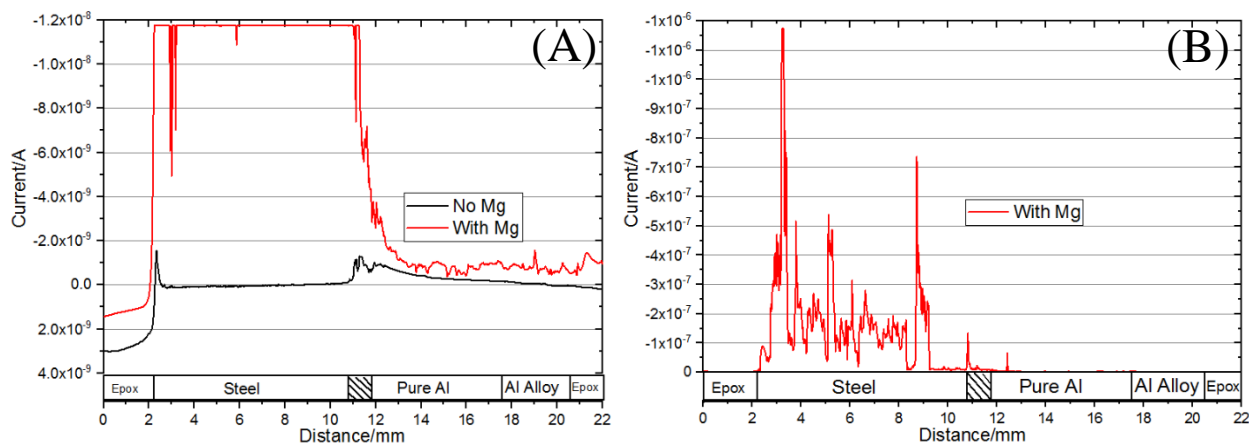 (A)
Current/A
-1.2x10⁻⁸
-1.0x10⁻⁸
-8.0x10⁻⁹
-6.0x10⁻⁹
-4.0x10⁻⁹
-2.0x10⁻⁹
0.0
2.0x10⁻⁹
4.0x10⁻⁹
No Mg
With Mg
Epox Steel Pure Al Al Alloy Epox
0 2 4 6 8 10 12 14 16 18 20 22
Distance/mm
(B)
Current/A
-1x10⁻⁶
-1x10⁻⁶
-1x10⁻⁶
-9x10⁻⁷
-8x10⁻⁷
-7x10⁻⁷
-6x10⁻⁷
-5x10⁻⁷
-4x10⁻⁷
-3x10⁻⁷
-2x10⁻⁷
-1x10⁻⁷
0
With Mg
Epox Steel Pure Al Al Alloy Epox
0 2 4 6 8 10 12 14 16 18 20 22
Distance/mm